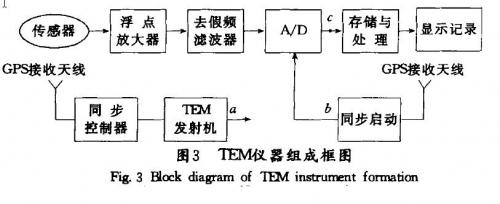 传感器
浮点
放大器
去假频
滤波器
A/D
c
存储与
处理
显示记录
GPS接收天线
GPS接收天线
同步
控制器
TEM
发射机
a
b
同步启动
图3 TEM仪器组成框图
Fig. 3 Block diagram of TEM instrument formation